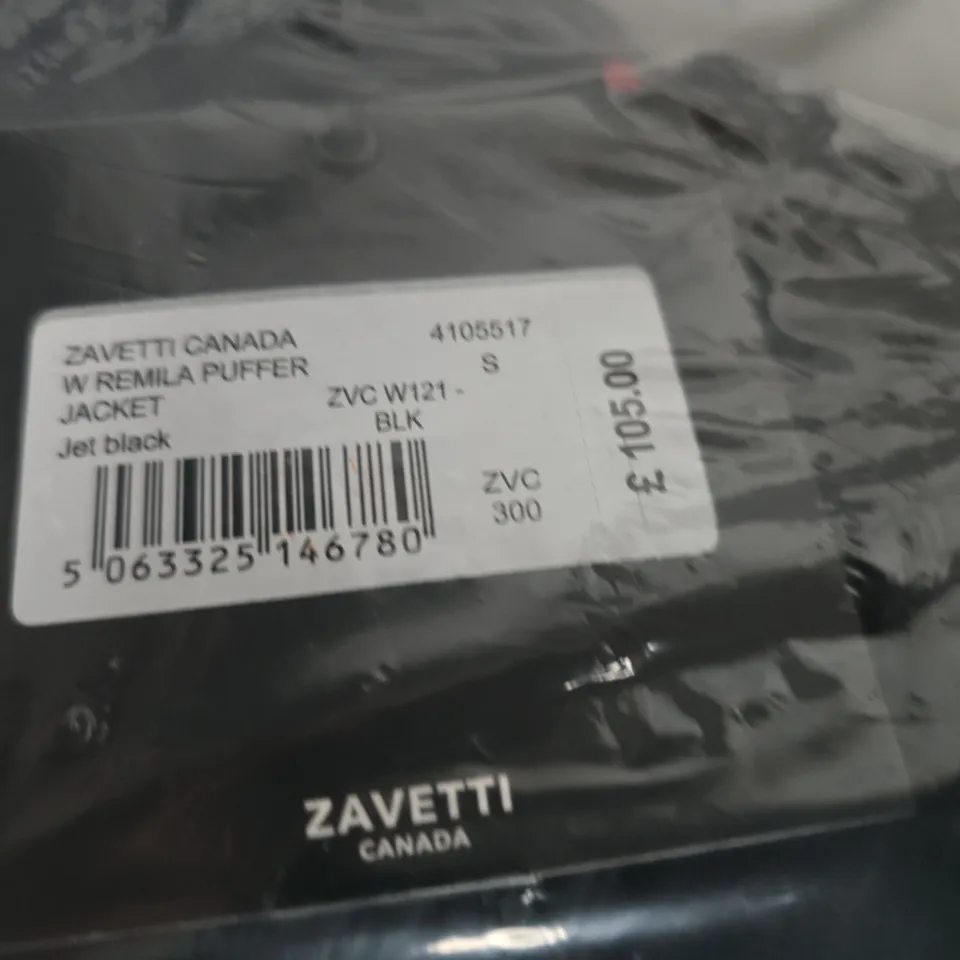 ZAVETTI CANADA 4105517
W REMILA PUFFER S
JACKET ZVC W121 -
Jet black BLK
ZVC
300
£ 105.00
5 063325 146780
ZAVETTI
CANADA